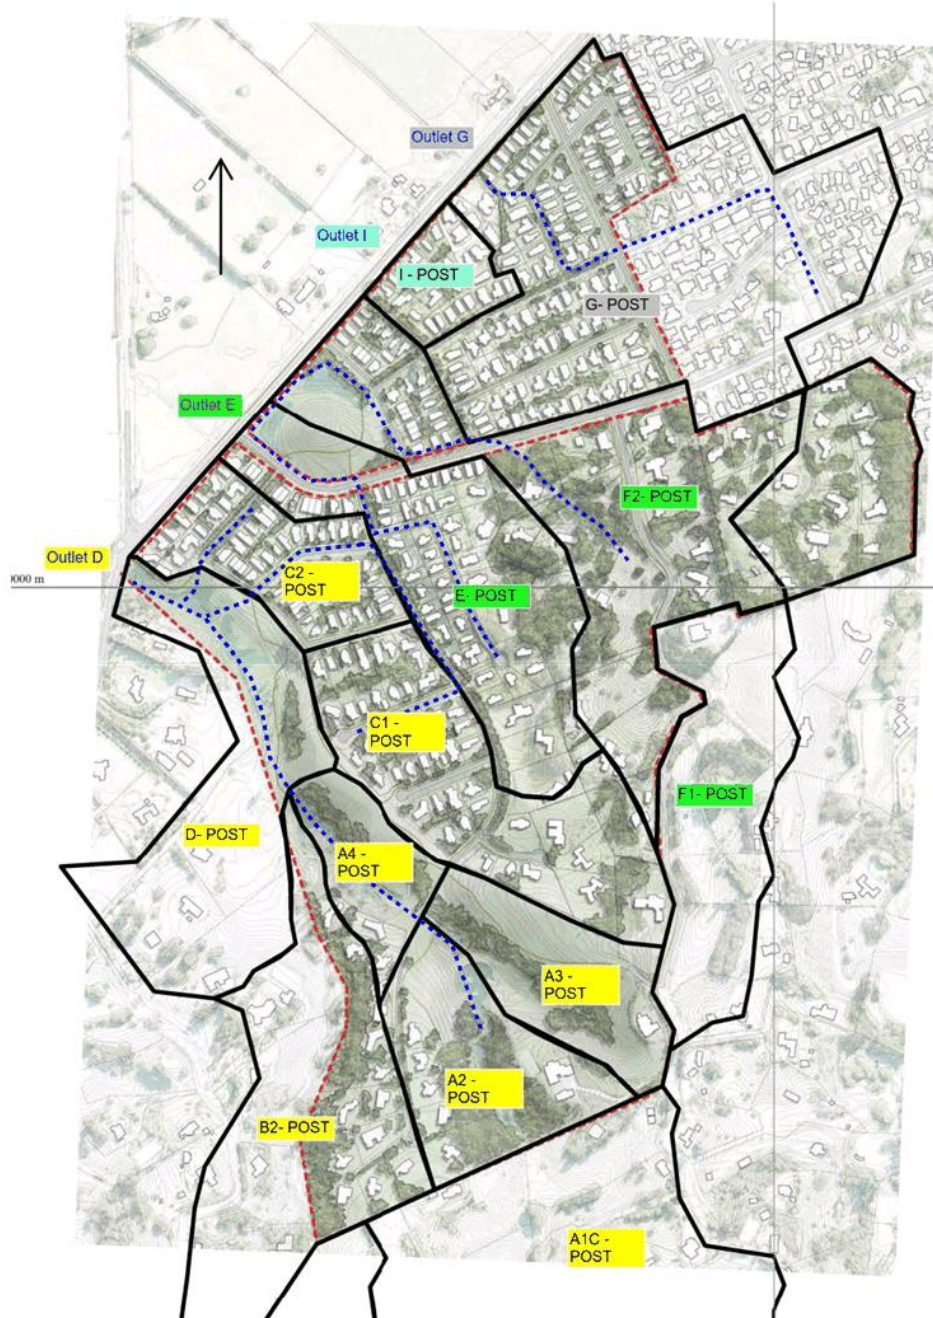 Outlet G
Outlet I
I - POST
G- POST
Outlet E
F2- POST
Outlet D
000 m
C2 -
POST
E- POST
C1 -
POST
F1- POST
D- POST
A4 -
POST
A3 -
POST
A2 -
POST
B2- POST
A1C -
POST